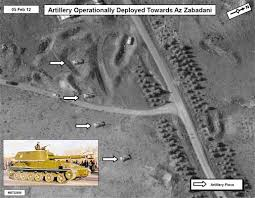 05 Feb 12
Artillery Operationally Deployed Towards Az Zabadani
N
Artillery Piece